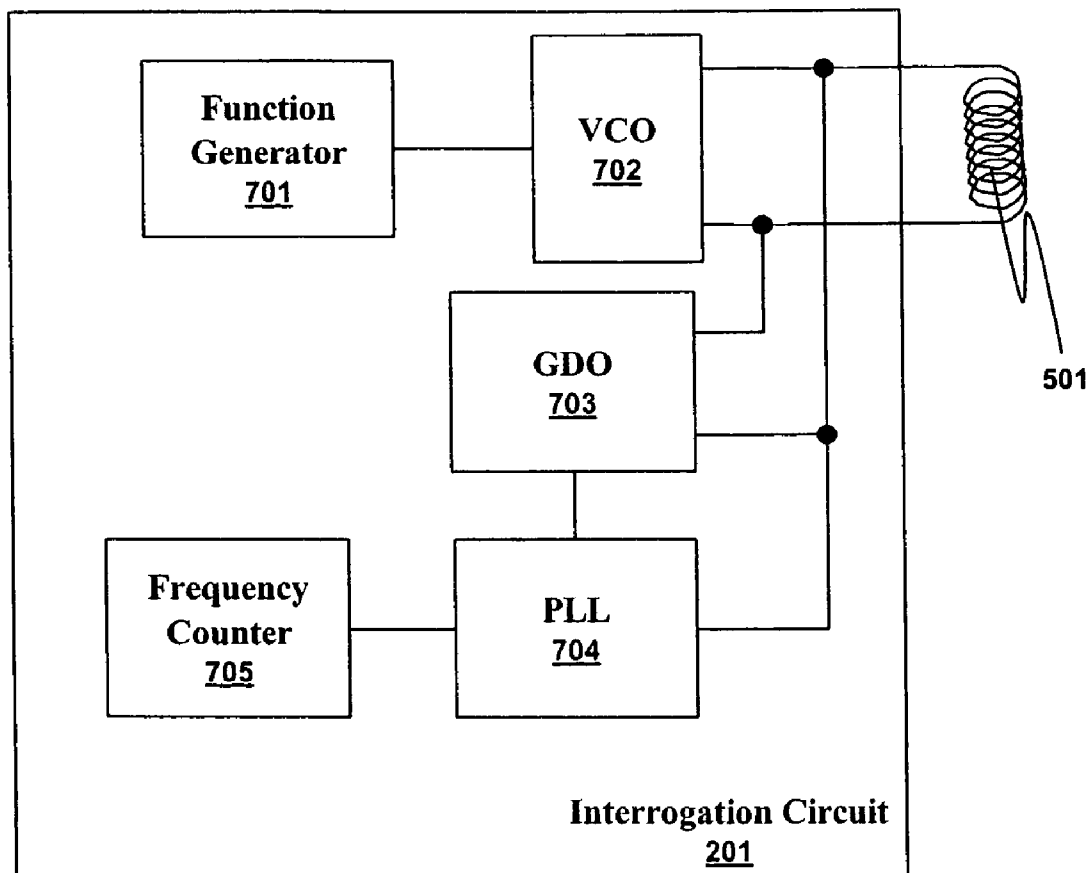 Function
Generator
701
VCO
702
GDO
703
501
Frequency
Counter
705
PLL
704
Interrogation Circuit
201